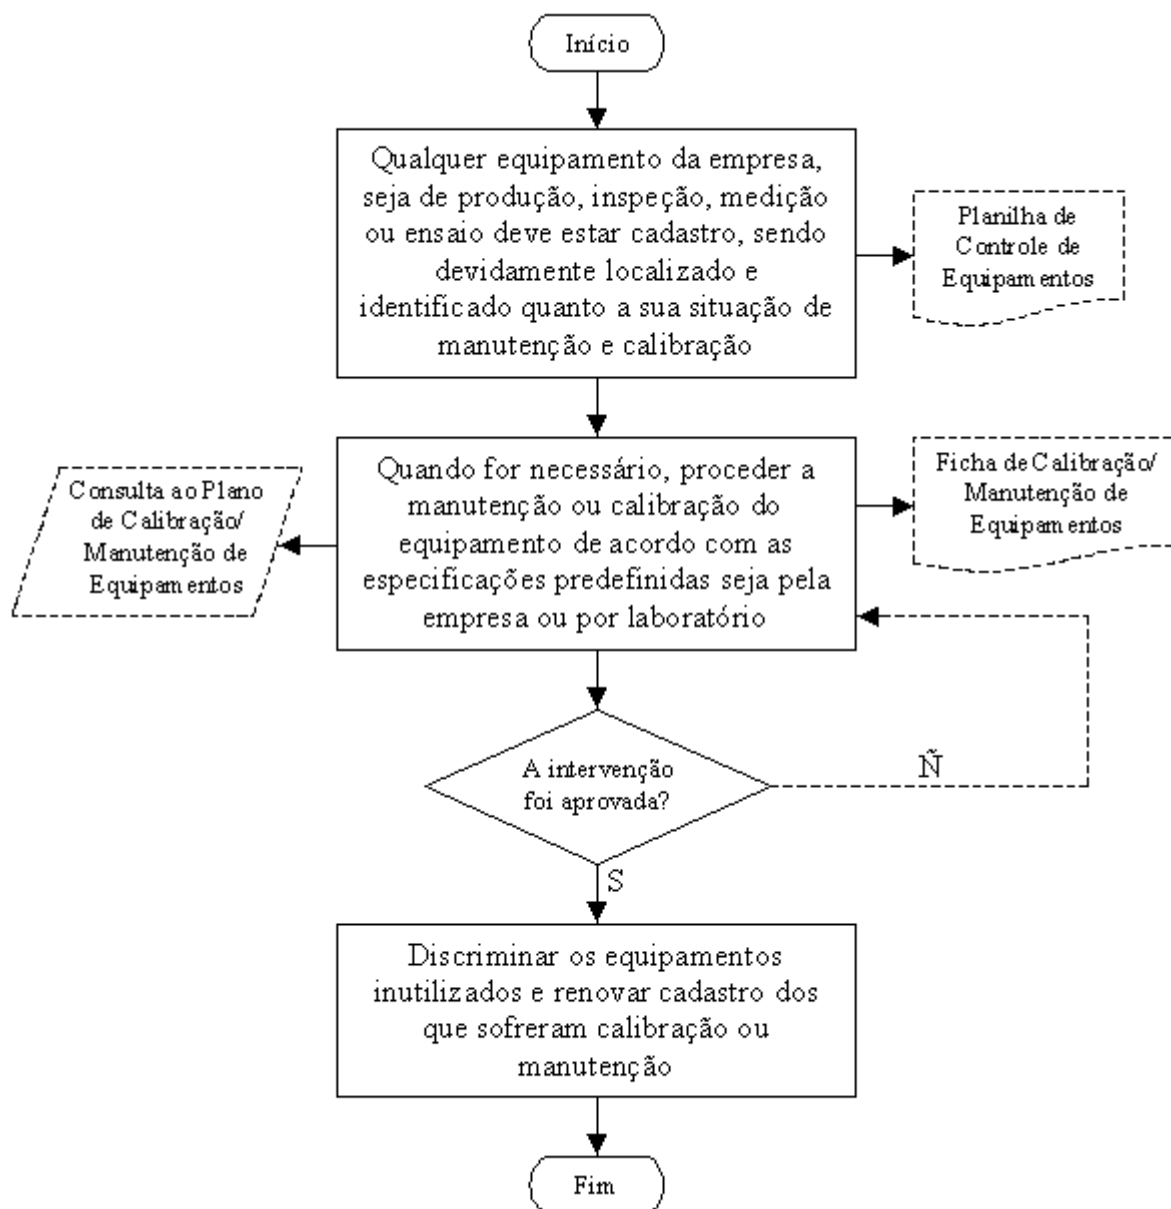 Início
Qualquer equipamento da empresa,
seja de produção, inspeção, medição
ou ensaio deve estar cadastro, sendo
devidamente localizado e
identificado quanto a sua situação de
manutenção e calibração
Planilha de
Controle de
Equipamentos
Consulta ao Plano
de Calibração/
Manutenção de
Equipamentos
Quando for necessário, proceder a
manutenção ou calibração do
equipamento de acordo com as
especificações predefinidas seja pela
empresa ou por laboratório
Ficha de Calibração/
Manutenção de
Equipamentos
A intervenção
foi aprovada?
Ñ
S
Discriminar os equipamentos
inutilizados e renovar cadastro dos
que sofreram calibração ou
manutenção
Fim